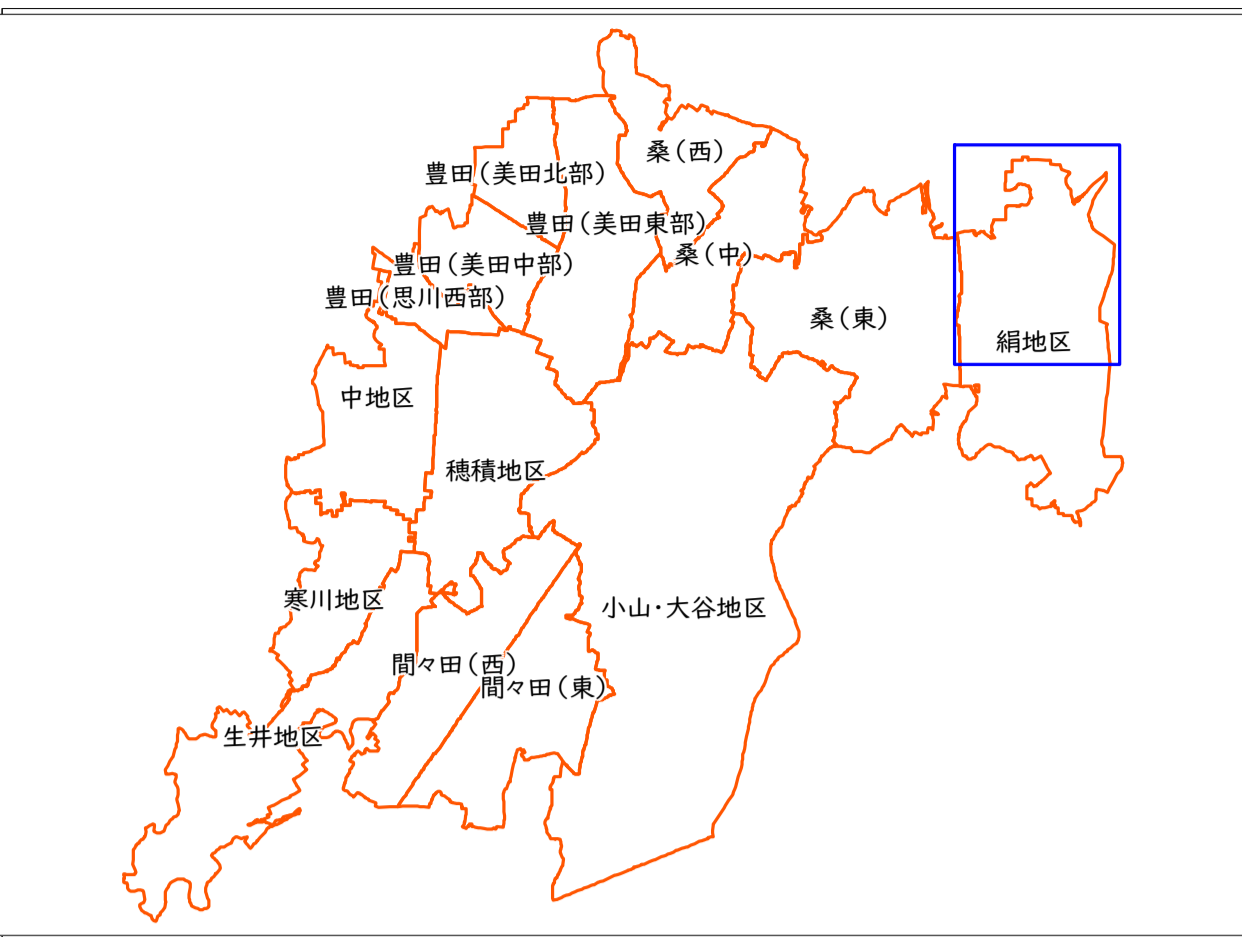 桑(西)
豊田(美田北部)
豊田(美田東部)
桑(中)
豊田(美田中部)
豊田(思川西部)
桑(東)
絹地区
中地区
穂積地区
寒川地区
小山・大谷地区
間々田(西)
間々田(東)
生井地区